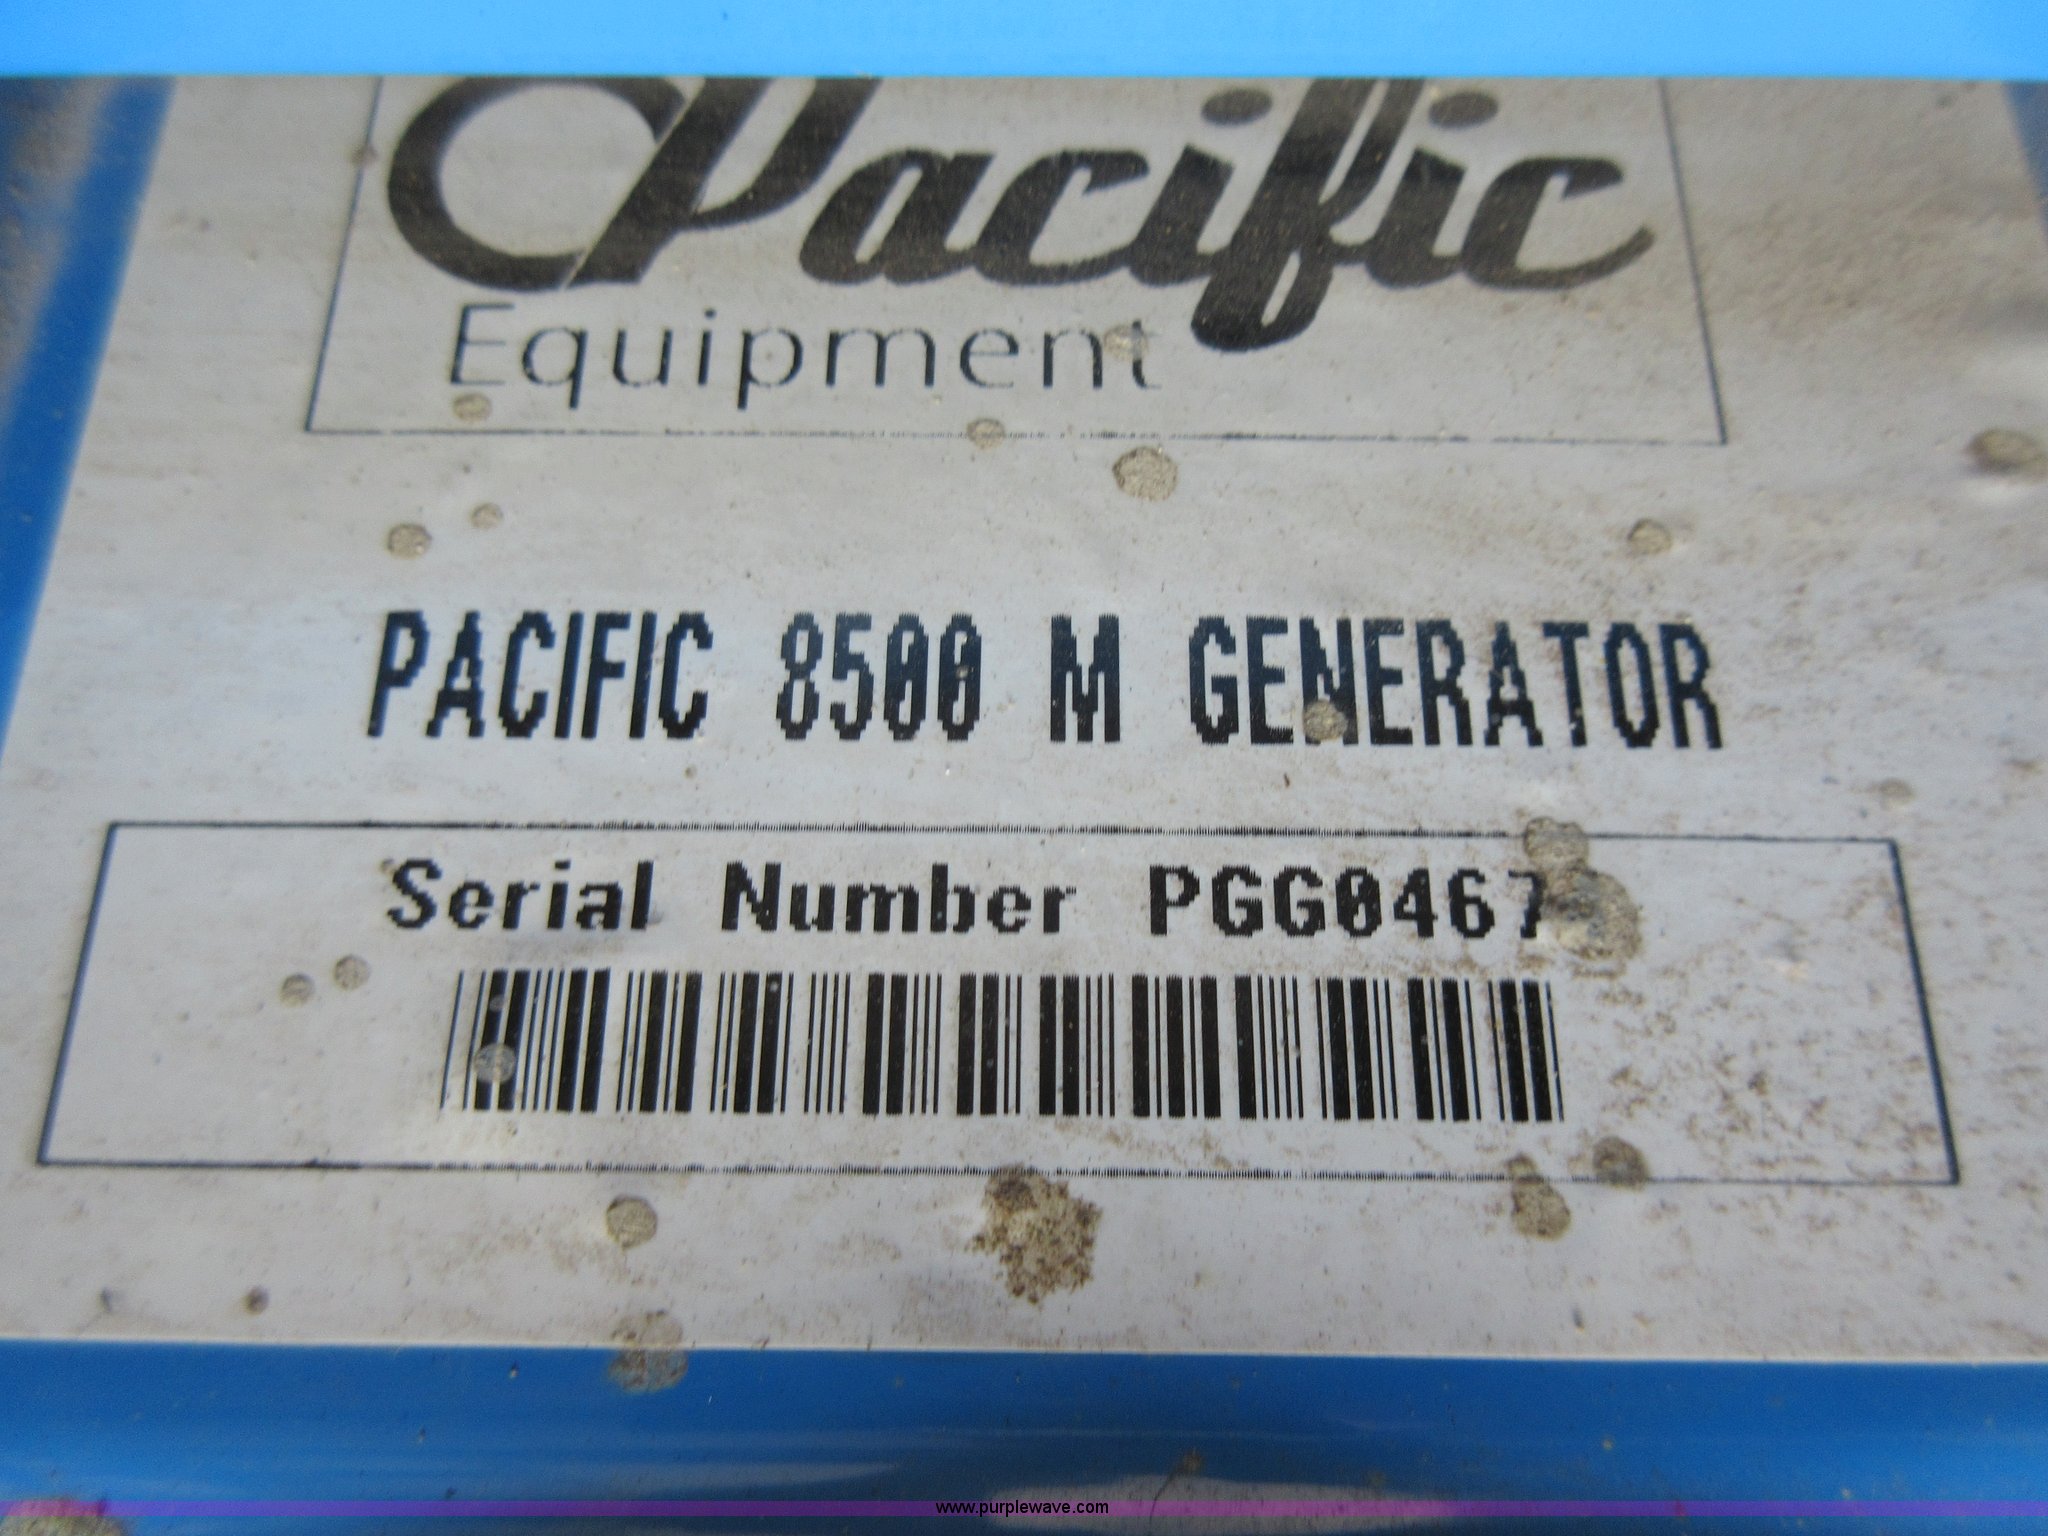 Pacific
Equipment
PACIFIC 8500 M GENERATOR
Serial Number PGG0467
www.purplewave.com